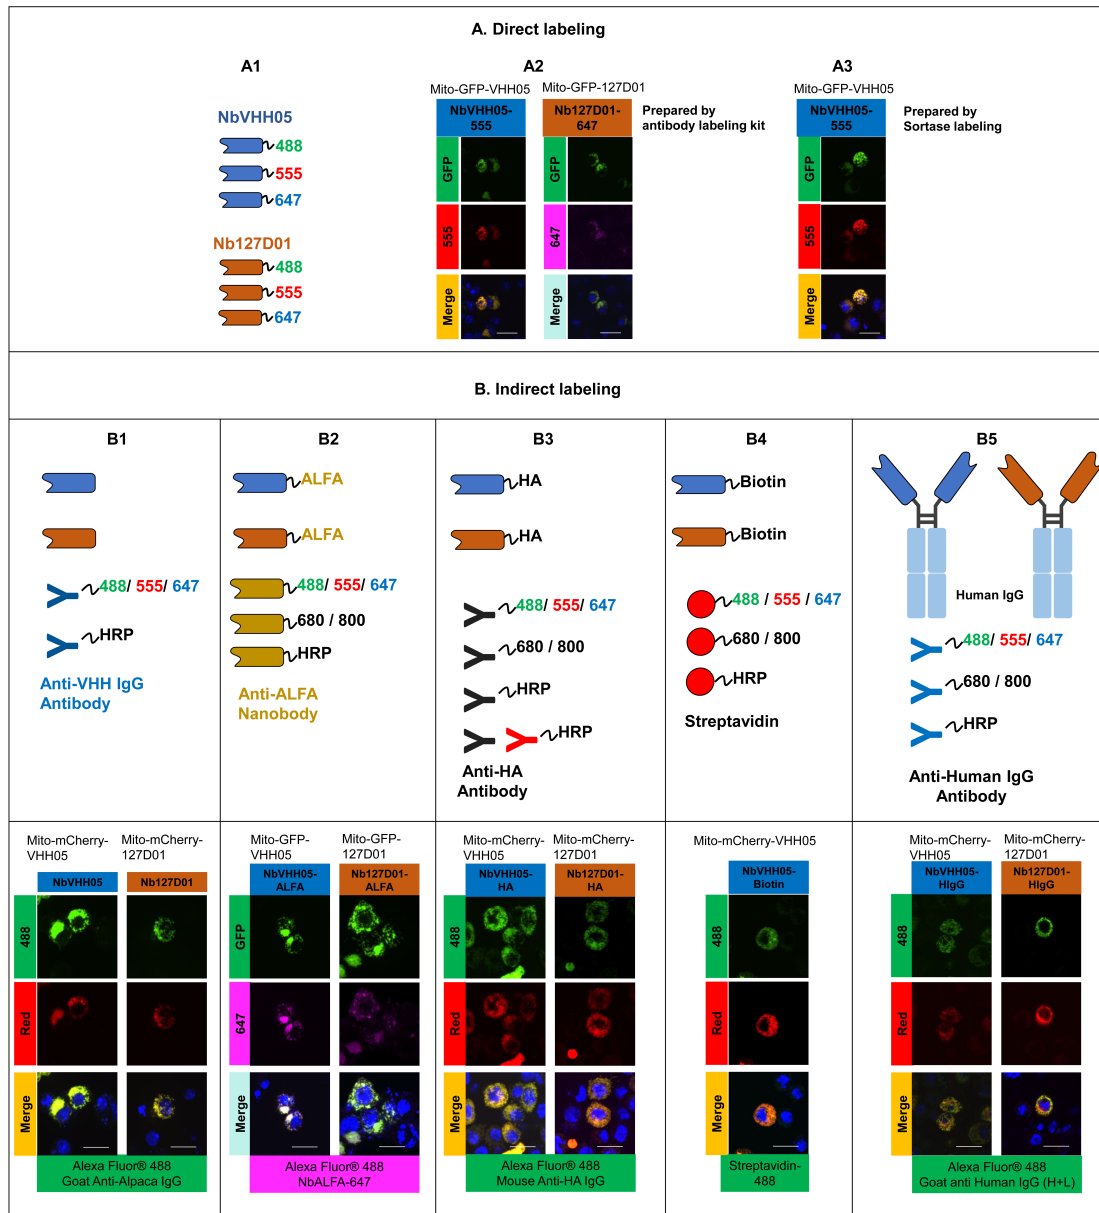 A. Direct labeling
A1
NbVHH05
488
555
647
Nb127D01
488
555
647
A2
Mito-GFP-VHH05
Mito-GFP-127D01
NbVHH05-
555
Nb127D01-
647
Prepared by
antibody labeling kit
GFP
GFP
555
647
Merge
Merge
A3
Mito-GFP-VHH05
NbVHH05-
555
Prepared by
Sortase labeling
GFP
555
Merge
B. Indirect labeling
B1
488/ 555/ 647
HRP
Anti-VHH IgG
Antibody
B2
ALFA
ALFA
488/ 555/ 647
680 / 800
HRP
Anti-ALFA
Nanobody
B3
HA
HA
488/ 555/ 647
680 / 800
HRP
HRP
Anti-HA
Antibody
B4
Biotin
Biotin
488 / 555 / 647
680 / 800
HRP
Streptavidin
B5
Human IgG
488/ 555/ 647
680 / 800
HRP
Anti-Human IgG
Antibody
Mito-mCherry-
VHH05
Mito-mCherry-
127D01
NbVHH05
Nb127D01
488
Red
Merge
Alexa Fluor® 488
Goat Anti-Alpaca IgG
Mito-GFP-
VHH05
Mito-GFP-
127D01
NbVHH05-
ALFA
Nb127D01-
ALFA
GFP
647
Merge
Alexa Fluor® 488
NbALFA-647
Mito-mCherry-
VHH05
Mito-mCherry-
127D01
NbVHH05-
HA
Nb127D01-
HA
488
Red
Merge
Alexa Fluor® 488
Mouse Anti-HA IgG
Mito-mCherry-VHH05
NbVHH05-
Biotin
488
Red
Merge
Streptavidin-
488
Mito-mCherry-
VHH05
Mito-mCherry-
127D01
NbVHH05-
HIgG
Nb127D01-
HIgG
488
Red
Merge
Alexa Fluor® 488
Goat anti Human IgG (H+L)